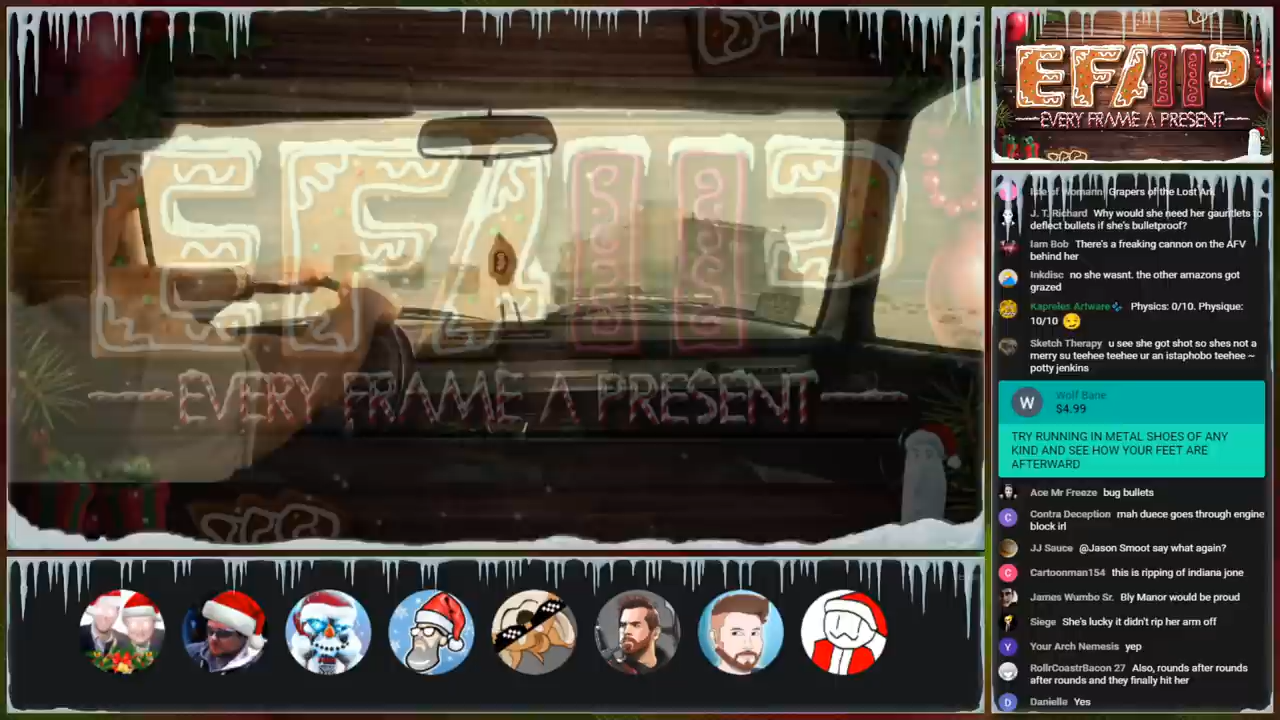 EFAP
EVERY FRAME A PRESENT
EFAP
EVERY FRAME A PRESENT
Isle of Womann Grapers of the Lost Ark
J. T. Richard Why would she need her gauntlets to
deflect bullets if she's bulletproof?
Iam Bob There's a freaking cannon on the AFV
behind her
Inkdisc no she wasnt. the other amazons got
grazed
Kapreles Artware Physics: 0/10. Physique:
10/10
Sketch Therapy u see she got shot so shes not a
merry su teehee teehee ur an istaphobo teehee ~
potty jenkins
W
Wolf Bane
$4.99
TRY RUNNING IN METAL SHOES OF ANY
KIND AND SEE HOW YOUR FEET ARE
AFTERWARD
Ace Mr Freeze bug bullets
C
Contra Deception mah duece goes through engine
block irl
JJ Sauce @Jason Smoot say what again?
C
Cartoonman154 this is ripping of indiana jone
James Wumbo Sr. Bly Manor would be proud
Siege She's lucky it didn't rip her arm off
Y
Your Arch Nemesis yep
RollrCoastrBacon 27 Also, rounds after rounds
after rounds and they finally hit her
D
Danielle Yes